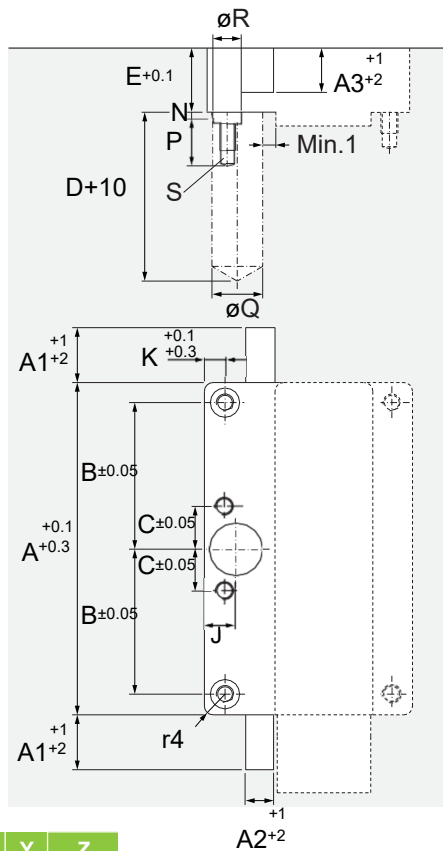 øR
+1
E+0.1
A3+2
N
P
Min.1
D+10
S
øQ
+1
A1+2
+0.1
K +0.3
B±0.05
C±0.05
+0.1
A+0.3
C±0.05
B±0.05
J
r4
+1
A1+2
+1
A2+2
X Z